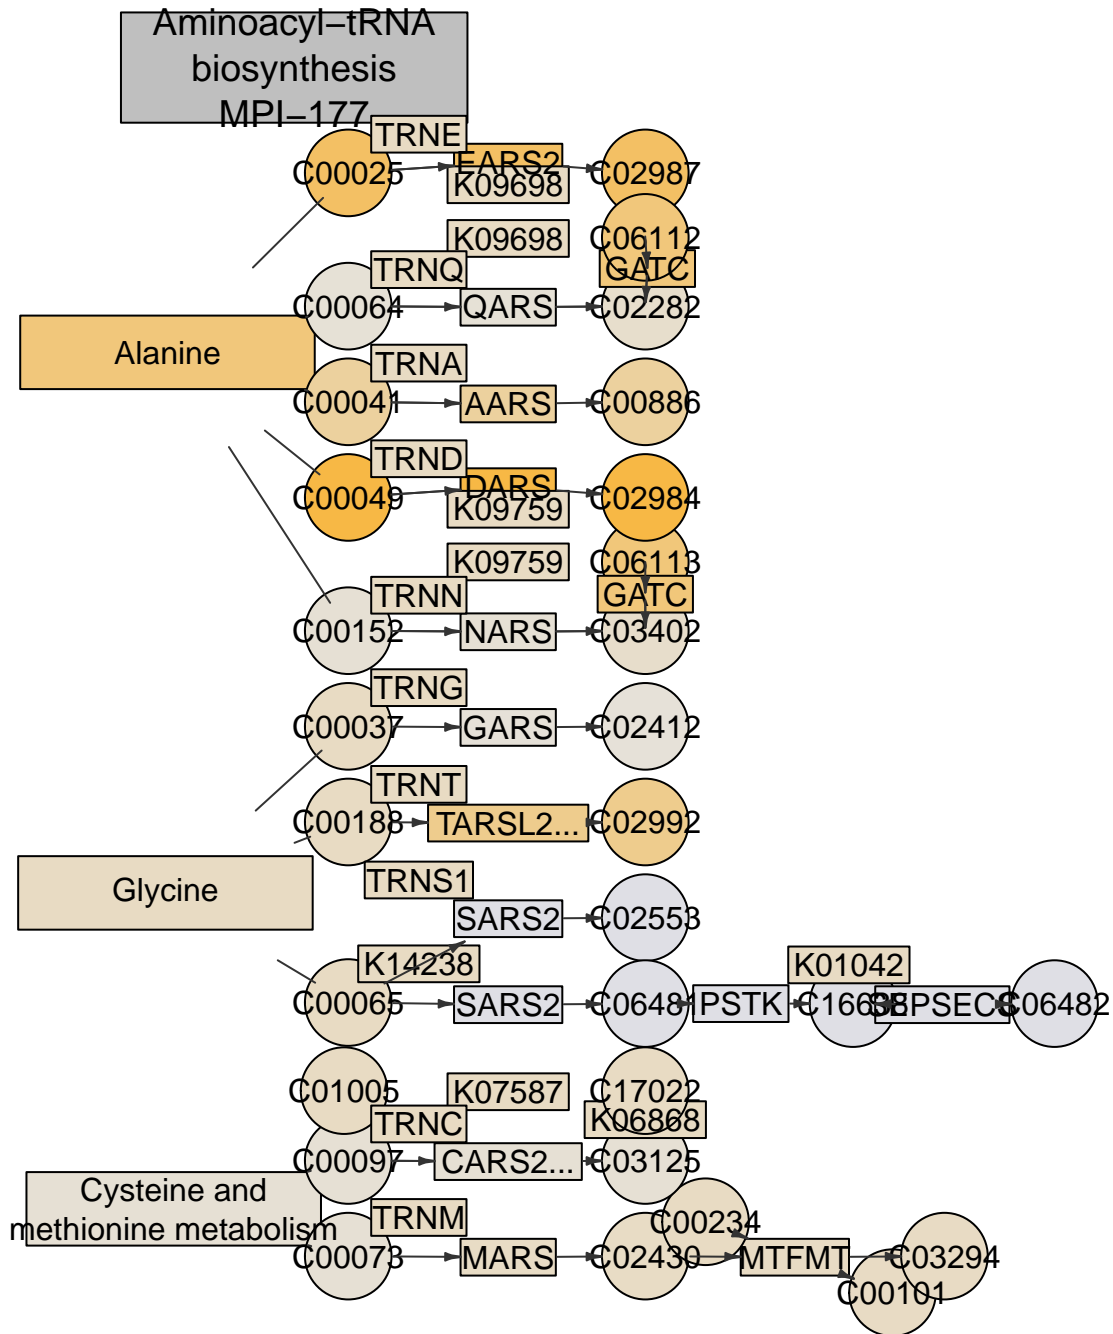 Aminoacyl−tRNA
biosynthesis
MPI−177
TRNE
C00025
EARS2
C02987
K09698
K09698
C06112
TRNQ
GATC
C00064
QARS
C02282
Alanine
TRNA
C00041
AARS
C00886
TRND
C00049
DARS
C02984
K09759
K09759
C06113
TRNN
GATC
C00152
NARS
C03402
TRNG
C00037
GARS
C02412
TRNT
C00188
TARSL2...
C02992
Glycine
TRNS1
SARS2
C02553
K14238
K01042
C00065
SARS2
C06481
PSTK
SEPSECS
C06482
C01005
K07587
C17022
TRNC
K06868
C00097
CARS2...
C03125
Cysteine and
methionine metabolism
TRNM
C00234
C00073
MARS
C02430
MTFMT
C03294
C00101